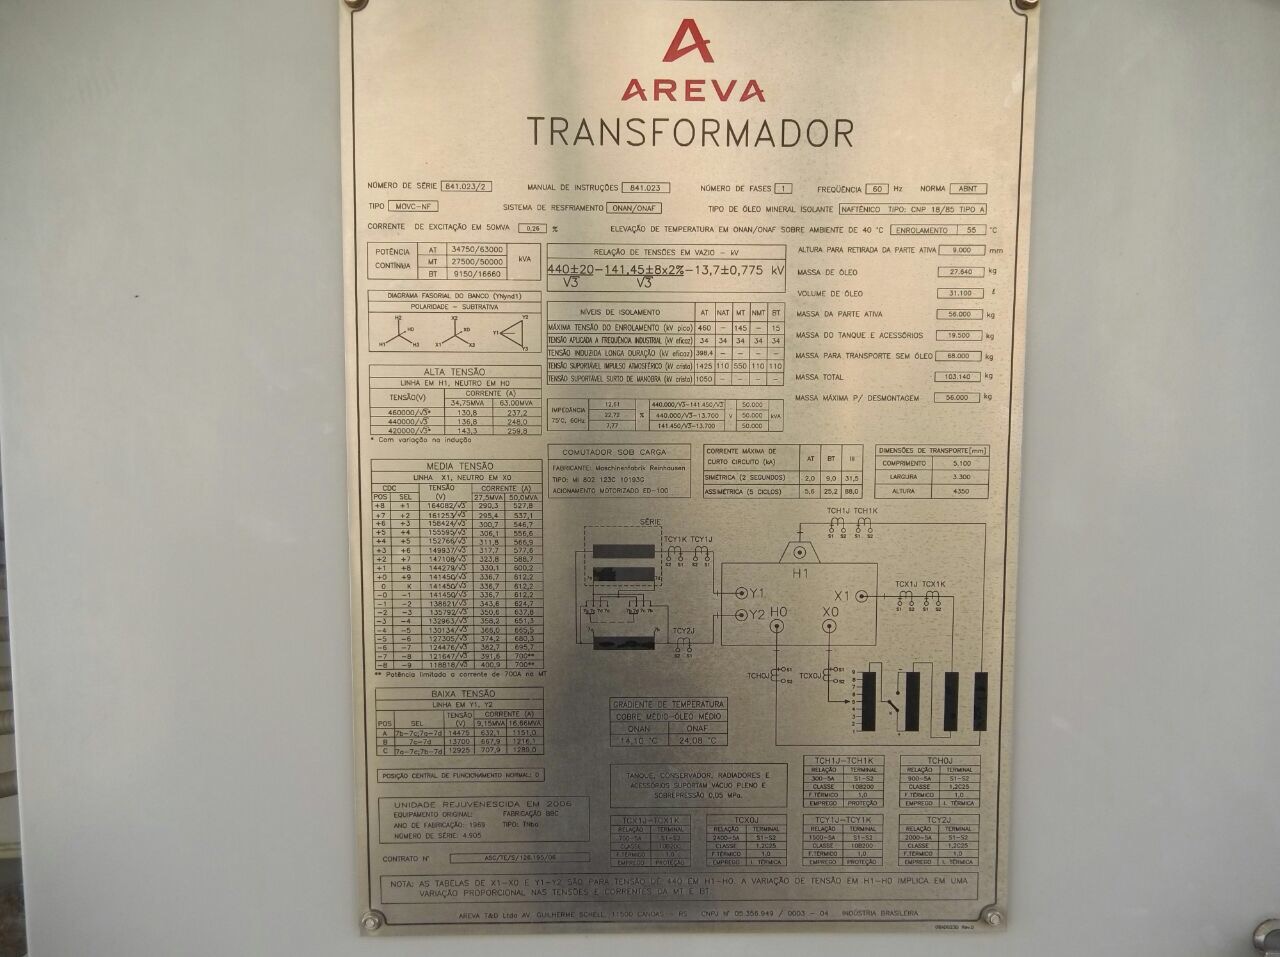 AREVA
TRANSFORMADOR
NÚMERO DE SÉRIE 841.023/2 MANUAL DE INSTRUÇÕES 841.023 NÚMERO DE FASES 1 FREQÜÊNCIA 60 Hz NORMA ABNT
TIPO MOVC-NF SISTEMA DE RESFRIAMENTO ONAN/ONAF TIPO DE ÓLEO MINERAL ISOLANTE NAFTÊNICO TIPO: CNP 18/85 TIPO A
CORRENTE DE EXCITAÇÃO EM 50MVA 0,26 % ELEVAÇÃO DE TEMPERATURA EM ONAN/ONAF SOBRE AMBIENTE DE 40 °C ENROLAMENTO 55 °C
POTÊNCIA CONTÍNUA kVA
AT 34750/63000
MT 27500/50000
BT 9150/16660
RELAÇÃO DE TENSÕES EM VAZIO - kV
440±20/√3-141,45±8x2%/√3-13,7±0,775 kV
ALTURA PARA RETIRADA DA PARTE ATIVA 9.000 mm
MASSA DE ÓLEO 27.640 kg
VOLUME DE ÓLEO 31.100 ℓ
MASSA DA PARTE ATIVA 56.000 kg
MASSA DO TANQUE E ACESSÓRIOS 19.500 kg
MASSA PARA TRANSPORTE SEM ÓLEO 68.000 kg
MASSA TOTAL 103.140 kg
MASSA MÁXIMA P/ DESMONTAGEM 56.000 kg
DIAGRAMA FASORIAL DO BANCO (YNynd1)
POLARIDADE - SUBTRATIVA
H2 H0 H1 H3 X2 X0 X1 X3 Y2 Y1 Y3
NÍVEIS DE ISOLAMENTO AT NAT MT NMT BT
MÁXIMA TENSÃO DO ENROLAMENTO (kV pico) 460 - 145 - 15
TENSÃO APLICADA A FREQUÊNCIA INDUSTRIAL (kV eficaz) 34 34 34 34 34
TENSÃO INDUZIDA LONGA DURAÇÃO (kV eficaz) 398,4 - - - -
TENSÃO SUPORTÁVEL IMPULSO ATMOSFÉRICO (kV crista) 1425 110 550 110 110
TENSÃO SUPORTÁVEL SURTO DE MANOBRA (kV crista) 1050 - - - -
ALTA TENSÃO
LINHA EM H1, NEUTRO EM H0
TENSÃO(V) CORRENTE (A)
34,75MVA 63,00MVA
460000/√3* 130,8 237,2
440000/√3 136,8 248,0
420000/√3* 143,3 259,8
* Com variação na indução
IMPEDÂNCIA 75°C, 60Hz % V kVA
12,61 440.000/√3-141.450/√3 50.000
22,72 440.000/√3-13.700 50.000
7,77 141.450/√3-13.700 50.000
COMUTADOR SOB CARGA
FABRICANTE: Maschinenfabrik Reinhausen
TIPO: MI 802 123C 10193G
ACIONAMENTO MOTORIZADO ED-100
CORRENTE MÁXIMA DE CURTO CIRCUITO (kA) AT BT
SIMÉTRICA (2 SEGUNDOS) 2,0 9,0 31,5
ASSIMÉTRICA (5 CICLOS) 5,6 25,2 88,0
DIMENSÕES DE TRANSPORTE(mm)
COMPRIMENTO 5.100
LARGURA 3.300
ALTURA 4350
MEDIA TENSÃO
LINHA X1, NEUTRO EM X0
CDC TENSÃO (V) CORRENTE (A)
POS SEL 27,5MVA 50,0MVA
+8 +1 164082/√3 290,3 527,8
+7 +2 161253/√3 295,4 537,1
+6 +3 158424/√3 300,7 546,7
+5 +4 155595/√3 306,1 556,6
+4 +5 152766/√3 311,8 566,9
+3 +6 149937/√3 317,7 577,6
+2 +7 147108/√3 323,8 588,7
+1 +8 144279/√3 330,1 600,2
+0 +9 141450/√3 336,7 612,2
0 K 141450/√3 336,7 612,2
-0 -1 141450/√3 336,7 612,2
-1 -2 138621/√3 343,6 624,7
-2 -3 135792/√3 350,6 637,8
-3 -4 132963/√3 358,2 651,3
-4 -5 130134/√3 366,0 665,5
-5 -6 127305/√3 374,2 680,3
-6 -7 124476/√3 382,7 695,7
-7 -8 121647/√3 391,6 700**
-8 -9 118818/√3 400,9 700**
** Potência limitada a corrente de 700A na MT
SÉRIE
TCY1K TCY1J
S2 S1 S2 S1
TCY2J
S2 S1
TCH1J TCH1K
S1 S1
S2 S2
H1
Y1
Y2
H0
X0
X1
TCX1J TCX1K
S1 S1
S2 S2
TCH0J S1 S2
TCX0J S1 S2
9
8
7
6
5
4
3
2
1
BAIXA TENSÃO
LINHA EM Y1, Y2
POS SEL TENSÃO (V) CORRENTE (A)
9,15MVA 16,66MVA
A 7b-7c;7a-7d 14475 632,1 1151,0
B 7c-7d 13700 667,9 1216,1
C 7a-7c;7b-7d 12925 707,9 1289,0
POSIÇÃO CENTRAL DE FUNCIONAMENTO NORMAL: 0
GRADIENTE DE TEMPERATURA
COBRE MÉDIO-ÓLEO MÉDIO
ONAN ONAF
14,10 °C 24,08 °C
TANQUE, CONSERVADOR, RADIADORES E
ACESSÓRIOS SUPORTAM VÁCUO PLENO E
SOBREPRESSÃO 0,05 MPa.
TCH1J-TCH1K
RELAÇÃO TERMINAL
300-5A S1-S2
CLASSE 10B200
F.TÉRMICO 1,0
EMPREGO PROTEÇÃO
TCH0J
RELAÇÃO TERMINAL
900-5A S1-S2
CLASSE 1,2C25
F.TÉRMICO 1,0
EMPREGO I. TÉRMICA
UNIDADE REJUVENESCIDA EM 2006
EQUIPAMENTO ORIGINAL: FABRICAÇÃO BBC
ANO DE FABRICAÇÃO: 1969 TIPO: TNba
NÚMERO DE SÉRIE: 4.905
TCX1J-TCX1K
RELAÇÃO TERMINAL
700-5A S1-S2
CLASSE 10B200
F.TÉRMICO 1,0
EMPREGO PROTEÇÃO
TCX0J
RELAÇÃO TERMINAL
2400-5A S1-S2
CLASSE 1,2C25
F.TÉRMICO 1,0
EMPREGO I. TÉRMICA
TCY1J-TCY1K
RELAÇÃO TERMINAL
1500-5A S1-S2
CLASSE 10B200
F.TÉRMICO 1,0
EMPREGO PROTEÇÃO
TCY2J
RELAÇÃO TERMINAL
2000-5A S1-S2
CLASSE 1,2C25
F.TÉRMICO 1,0
EMPREGO I. TÉRMICA
CONTRATO N° ASC/TE/S/126.195/06
NOTA: AS TABELAS DE X1-X0 E Y1-Y2 SÃO PARA TENSÃO DE 440 EM H1-H0. A VARIAÇÃO DE TENSÃO EM H1-H0 IMPLICA EM UMA
VARIAÇÃO PROPORCIONAL NAS TENSÕES E CORRENTES DA MT E BT.
AREVA T&D Ltda AV. GUILHERME SCHELL, 11500 CANOAS - RS CNPJ N° 05.356.949 / 0003 - 04 INDÚSTRIA BRASILEIRA